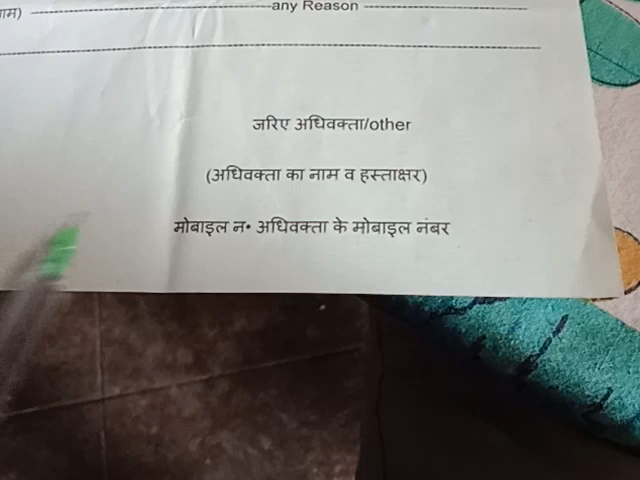 any Reason
जरिए अधिवक्ता/other
(अधिवक्ता का नाम व हस्ताक्षर)
मोबाइल न॰ अधिवक्ता के मोबाइल नंबर